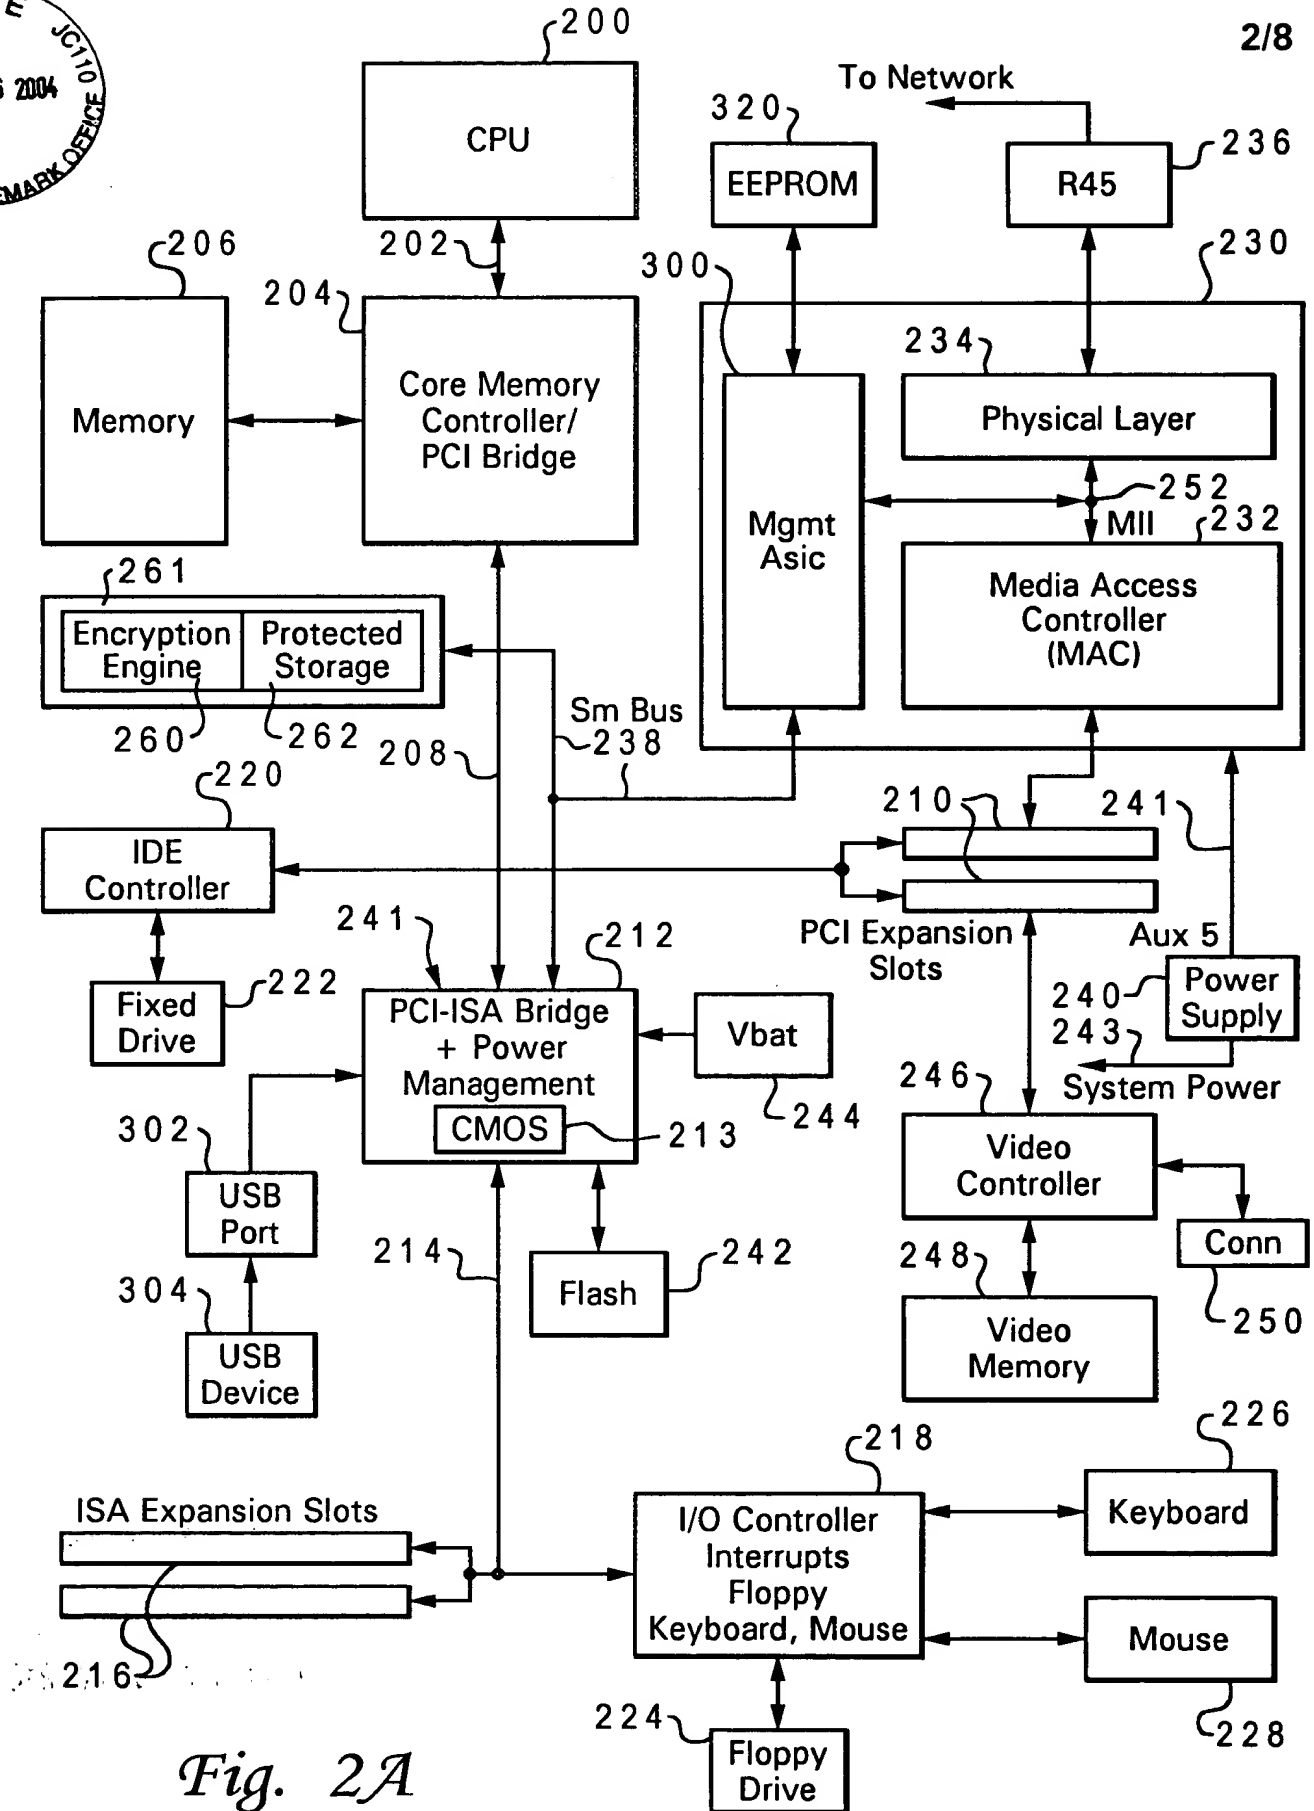 E
JC110
2004
EMARK OFFICE
2/8
200
CPU
To Network
320
EEPROM
R45
236
206
202
204
300
230
Memory
Core Memory
Controller/
PCI Bridge
234
Physical Layer
252
MII
232
Mgmt
Asic
Media Access
Controller
(MAC)
261
Encryption
Engine
Protected
Storage
260
262
Sm Bus
238
208
220
IDE
Controller
210
241
PCI Expansion
Slots
Aux 5
222
Fixed
Drive
241
212
PCI-ISA Bridge
+ Power
Management
CMOS
213
Vbat
244
240
Power
Supply
243
System Power
246
Video
Controller
302
USB
Port
304
USB
Device
214
Flash
242
248
Video
Memory
Conn
250
ISA Expansion Slots
216
218
I/O Controller
Interrupts
Floppy
Keyboard, Mouse
226
Keyboard
Mouse
228
224
Floppy
Drive
Fig. 2A